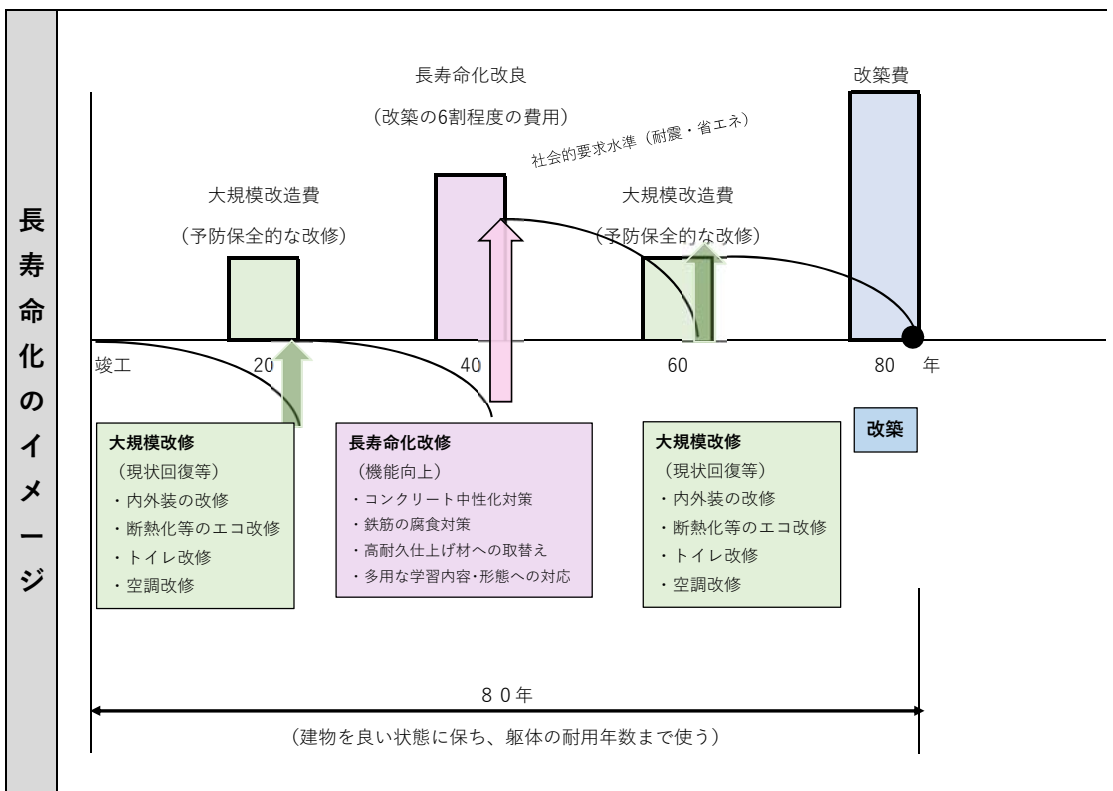 長寿命化のイメージ
長寿命化改良
(改築の6割程度の費用)
社会的要求水準（耐震・省エネ）
改築費
大規模改造費
(予防保全的な改修)
大規模改造費
(予防保全的な改修)
竣工
20
40
60
80
年
大規模改修
（現状回復等）
・内外装の改修
・断熱化等のエコ改修
・トイレ改修
・空調改修
長寿命化改修
（機能向上）
・コンクリート中性化対策
・鉄筋の腐食対策
・高耐久仕上げ材への取替え
・多用な学習内容･形態への対応
大規模改修
（現状回復等）
・内外装の改修
・断熱化等のエコ改修
・トイレ改修
・空調改修
改築
８０年
（建物を良い状態に保ち、躯体の耐用年数まで使う）